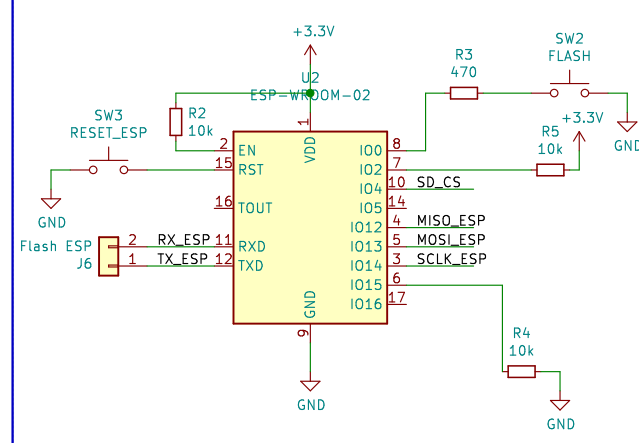 +3.3V
U2
ESP-WROOM-02
SW2
FLASH
R3
470
+3.3V
R5
10k
GND
SW3
RESET_ESP
R2
10k
GND
1
VDD
2
EN
15
RST
16
TOUT
Flash ESP
J6
2
RX_ESP
11
RXD
1
TX_ESP
12
TXD
IO0
8
IO2
7
IO4
10
SD_CS
IO5
14
IO12
4
MISO_ESP
IO13
5
MOSI_ESP
IO14
3
SCLK_ESP
IO15
6
IO16
17
GND
9
GND
R4
10k
GND